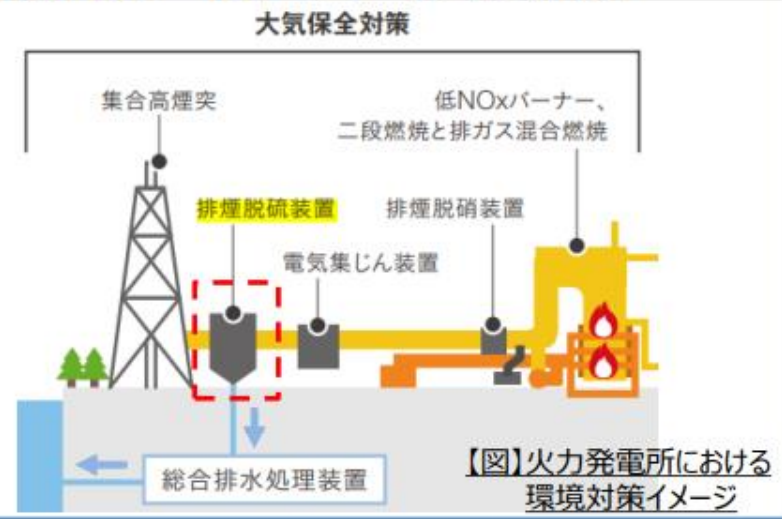 大気保全対策
集合高煙突
低NOxバーナー、
二段燃焼と排ガス混合燃焼
排煙脱硫装置
排煙脱硝装置
電気集じん装置
総合排水処理装置
【図】火力発電所における
環境対策イメージ